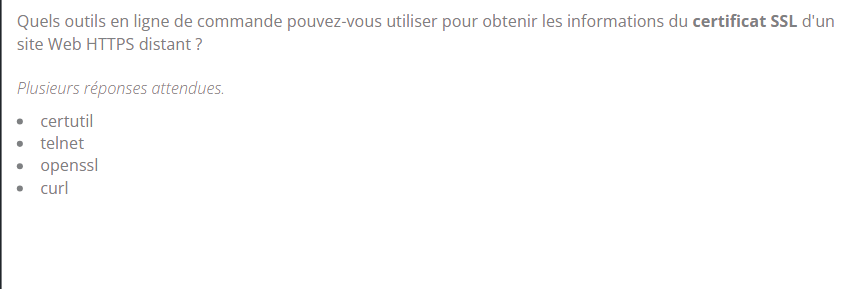 Quels outils en ligne de commande pouvez-vous utiliser pour obtenir les informations du certificat SSL d'un
site Web HTTPS distant ?
Plusieurs réponses attendues.
• certutil
• telnet
• openssl
• curl